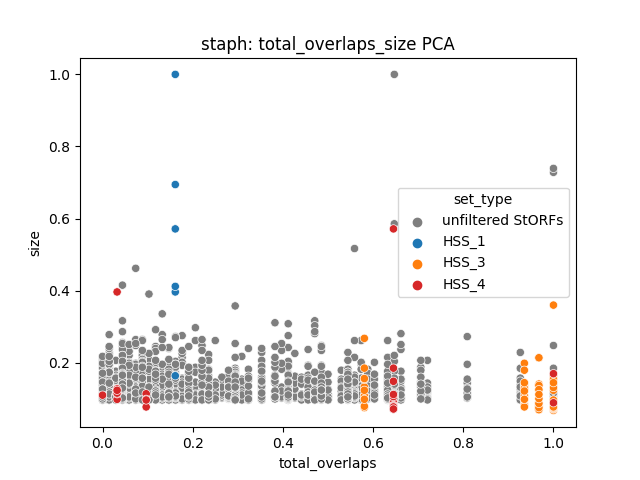 staph: total_overlaps_size PCA
1.0
0.8
0.6
0.4
0.2
size
set_type
unfiltered StORFs
HSS_1
HSS_3
HSS_4
0.0
0.2
0.4
0.6
0.8
1.0
total_overlaps